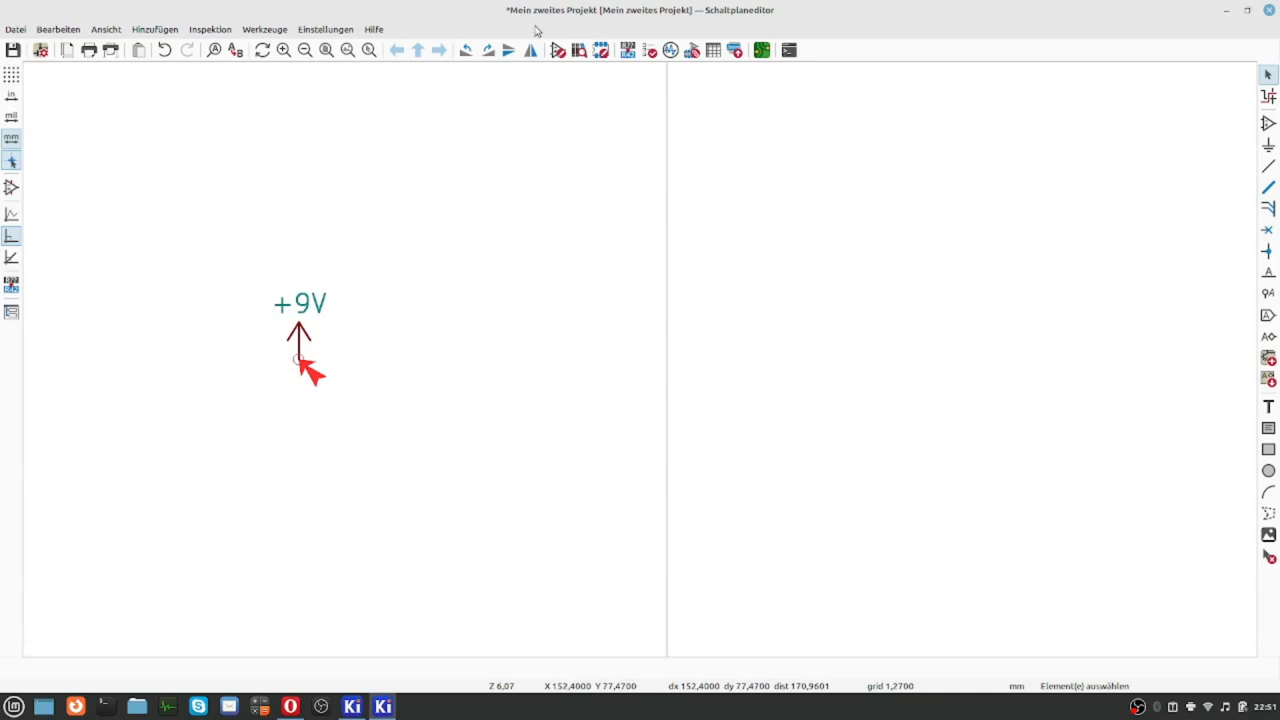 *Mein zweites Projekt [Mein zweites Projekt] — Schaltplaneditor
Datei Bearbeiten Ansicht Hinzufügen Inspektion Werkzeuge Einstellungen Hilfe
in
mil
mm
+9V
Z 6,07 X 152,4000 Y 77,4700 dx 152,4000 dy 77,4700 dist 170,9601 grid 1,2700 mm Element(e) auswählen
Ki Ki 22:51